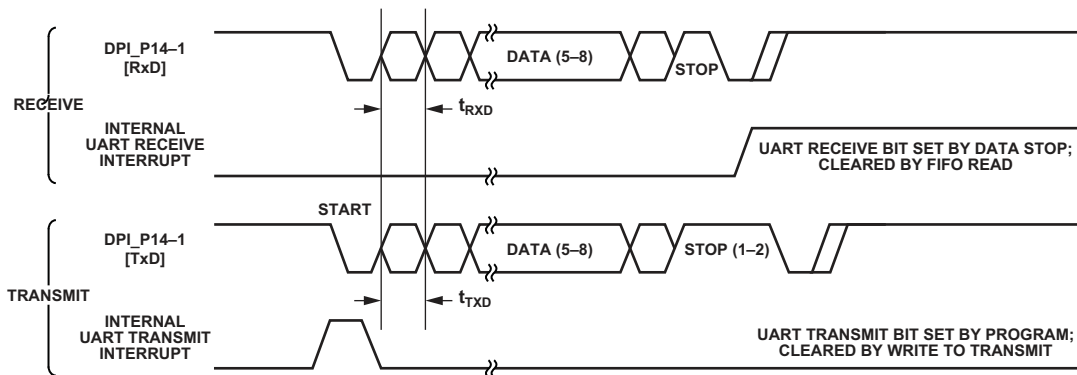 DPI_P14–1
[RxD]
DATA (5–8)
STOP
RECEIVE
tRXD
INTERNAL
UART RECEIVE
INTERRUPT
UART RECEIVE BIT SET BY DATA STOP;
CLEARED BY FIFO READ
START
DPI_P14–1
[TxD]
DATA (5–8)
STOP (1–2)
TRANSMIT
tTXD
INTERNAL
UART TRANSMIT
INTERRUPT
UART TRANSMIT BIT SET BY PROGRAM;
CLEARED BY WRITE TO TRANSMIT